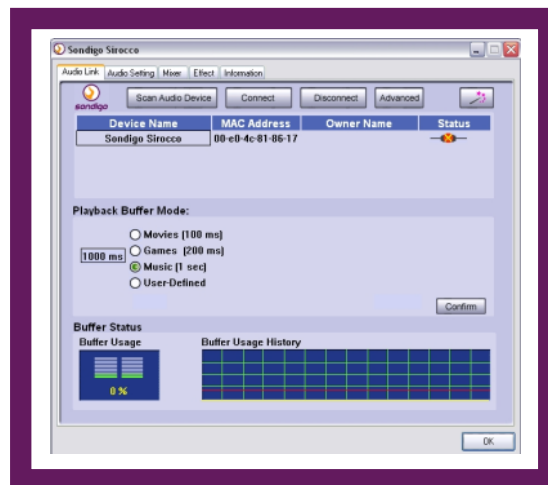 Sondigo Sirocco
Audio Link Audio Setting Mixer Effect Information
sondigo Scan Audio Device Connect Disconnect Advanced
Device Name MAC Address Owner Name Status
Sondigo Sirocco 00-e0-4c-81-86-17
Playback Buffer Mode:
Movies (100 ms)
1000 ms Games (200 ms)
Music (1 sec)
User-Defined
Confirm
Buffer Status
Buffer Usage Buffer Usage History
0 %
OK